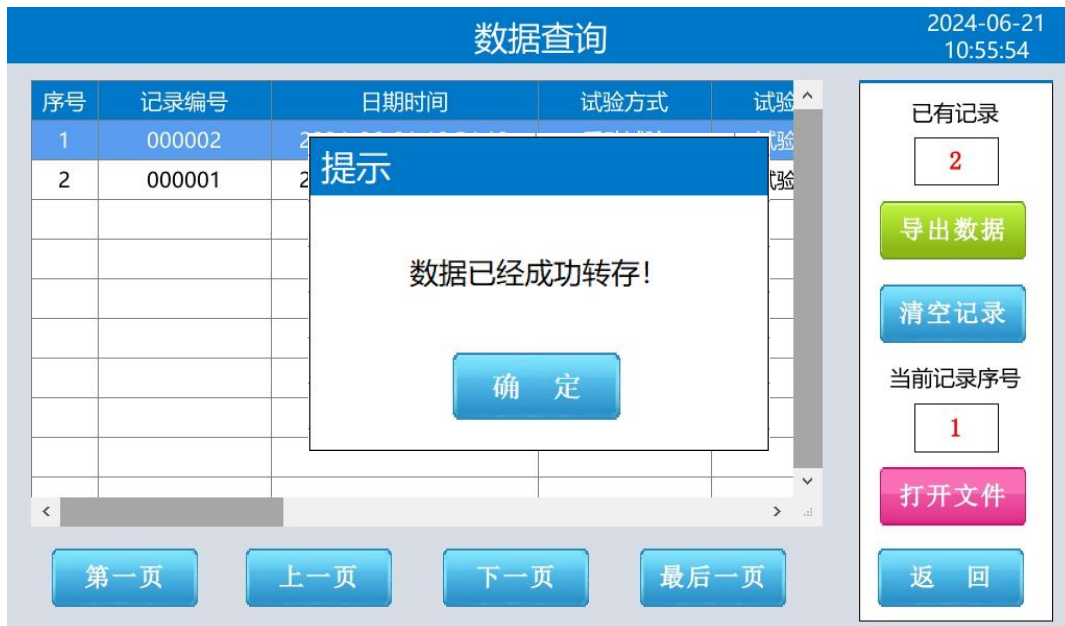 数据查询
2024-06-21
10:55:54
序号 记录编号 日期时间 试验方式 试验
1 000002
2 000001
提示
数据已经成功转存!
确 定
已有记录
2
导出数据
清空记录
当前记录序号
1
打开文件
返 回
第一页 上一页 下一页 最后一页